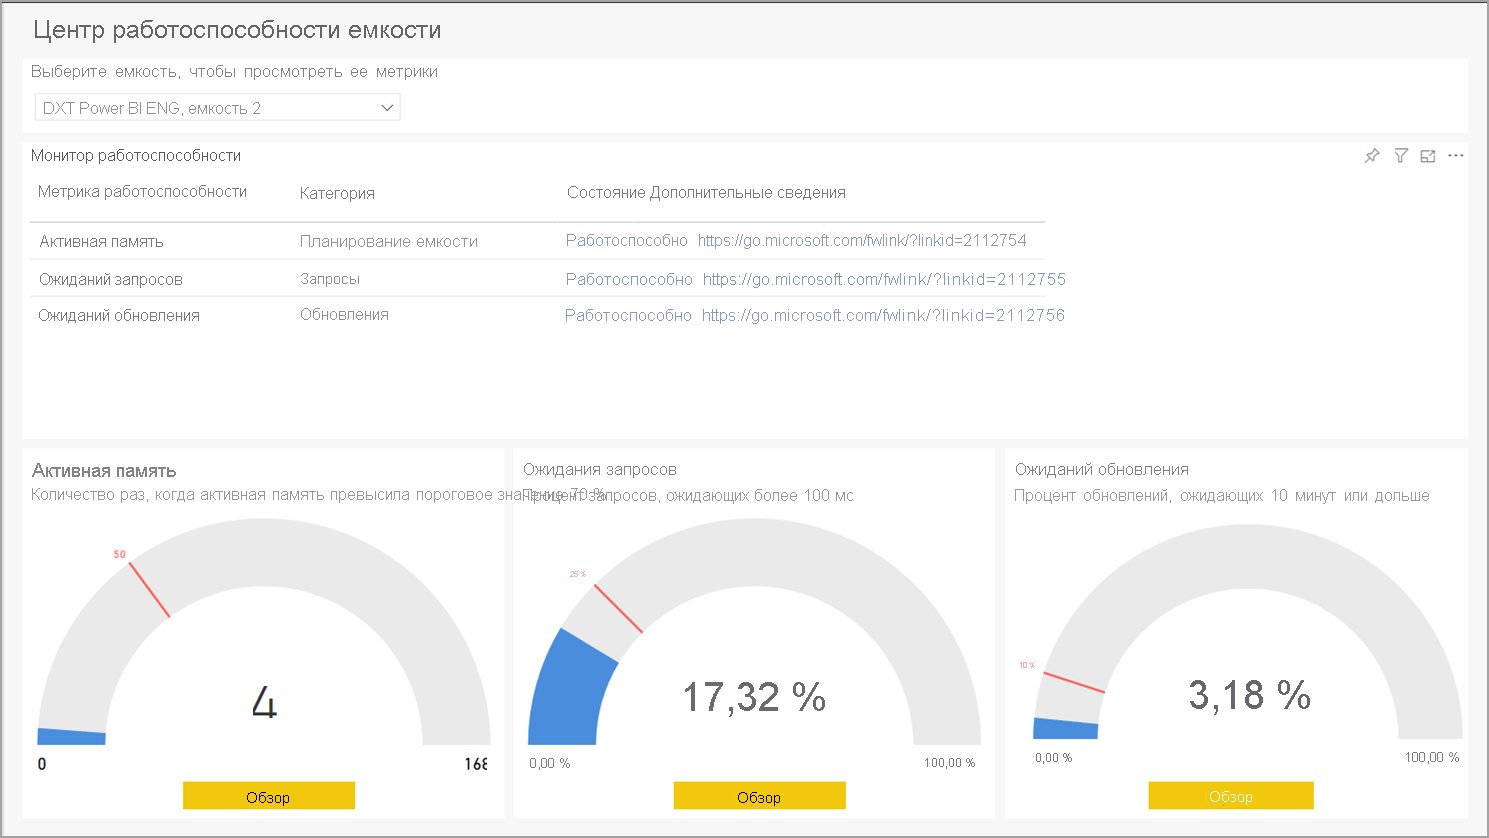 Центр работоспособности емкости
Выберите емкость, чтобы просмотреть ее метрики
DXT Power BI ENG, емкость 2
Монитор работоспособности
Метрика работоспособности Категория Состояние Дополнительные сведения
Активная память Планирование емкости Работоспособно https://go.microsoft.com/fwlink/?linkid=2112754
Ожиданий запросов Запросы Работоспособно https://go.microsoft.com/fwlink/?linkid=2112755
Ожиданий обновления Обновления Работоспособно https://go.microsoft.com/fwlink/?linkid=2112756
Активная память
Количество раз, когда активная память превысила пороговое значение 70 %
50
4
0
168
Обзор
Ожидания запросов
Процент запросов, ожидающих более 100 мс
25 %
17,32 %
0,00 %
100,00 %
Обзор
Ожиданий обновления
Процент обновлений, ожидающих 10 минут или дольше
10 %
3,18 %
0,00 %
100,00 %
Обзор